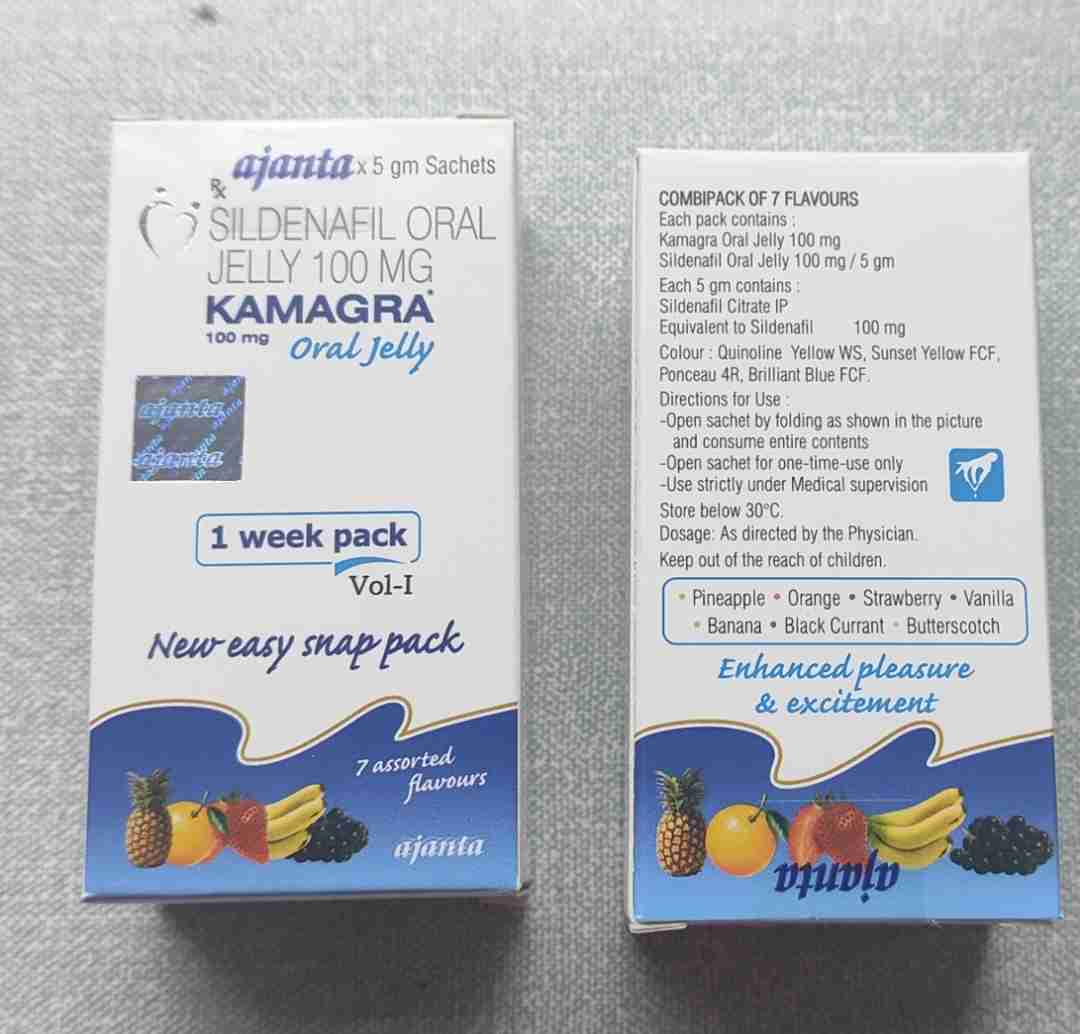 ajanta x 5 gm Sachets
Rx
SILDENAFIL ORAL
JELLY 100 MG
KAMAGRA®
100 mg Oral Jelly
ajanta
ajanta
1 week pack
Vol-I
New easy snap pack
7 assorted
flavours
ajanta
COMBIPACK OF 7 FLAVOURS
Each pack contains :
Kamagra Oral Jelly 100 mg
Sildenafil Oral Jelly 100 mg / 5 gm
Each 5 gm contains :
Sildenafil Citrate IP
Equivalent to Sildenafil 100 mg
Colour : Quinoline Yellow WS, Sunset Yellow FCF,
Ponceau 4R, Brilliant Blue FCF.
Directions for Use :
-Open sachet by folding as shown in the picture
and consume entire contents
-Open sachet for one-time-use only
-Use strictly under Medical supervision
Store below 30°C.
Dosage: As directed by the Physician.
Keep out of the reach of children.
• Pineapple • Orange • Strawberry • Vanilla
• Banana • Black Currant • Butterscotch
Enhanced pleasure
& excitement
ajanta